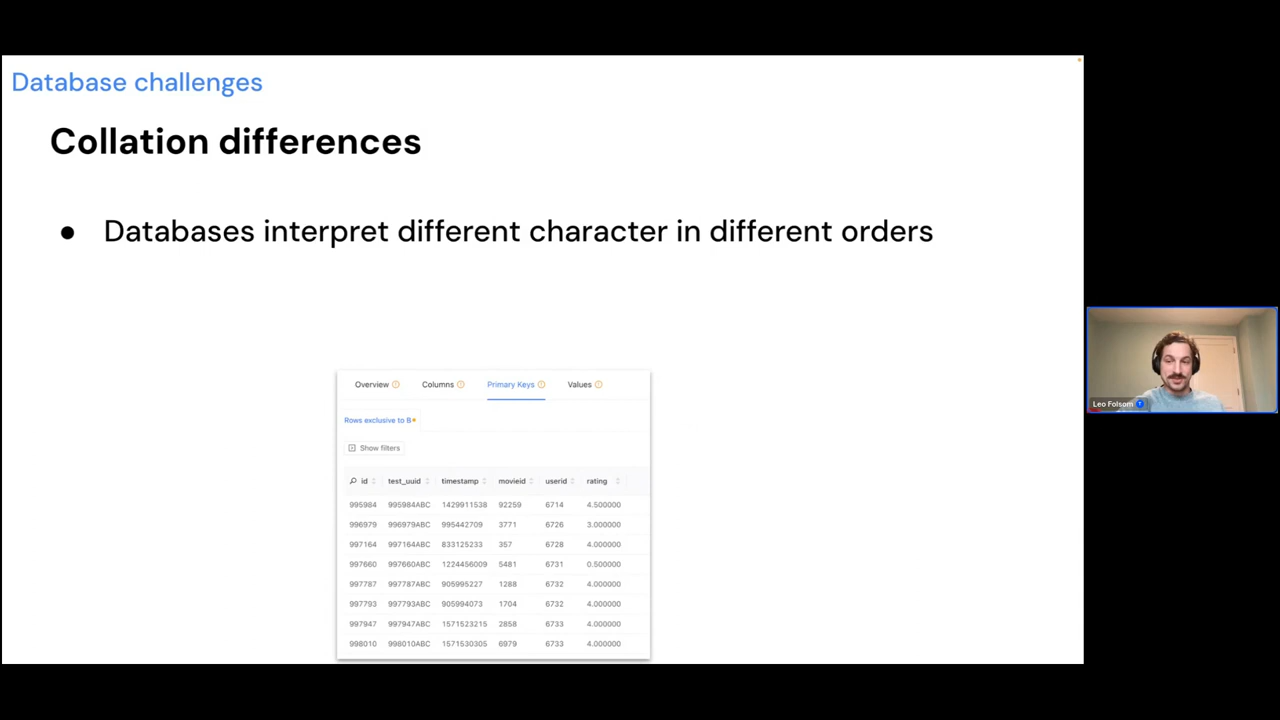 Database challenges
Collation differences
● Databases interpret different character in different orders
Overview Columns Primary Keys Values
Rows exclusive to B
Show filters
id test_uuid timestamp movieid userid rating
995984 995984ABC 1429911538 92259 6714 4.500000
996979 996979ABC 995442709 3771 6726 3.000000
997164 997164ABC 833125233 357 6728 4.000000
997660 997660ABC 1224456009 5481 6731 0.500000
997787 997787ABC 905995227 1288 6732 4.000000
997793 997793ABC 905994073 1704 6732 4.000000
997947 997947ABC 1571523215 2858 6733 4.000000
998010 998010ABC 1571530305 6979 6733 4.000000
Leo Folsom